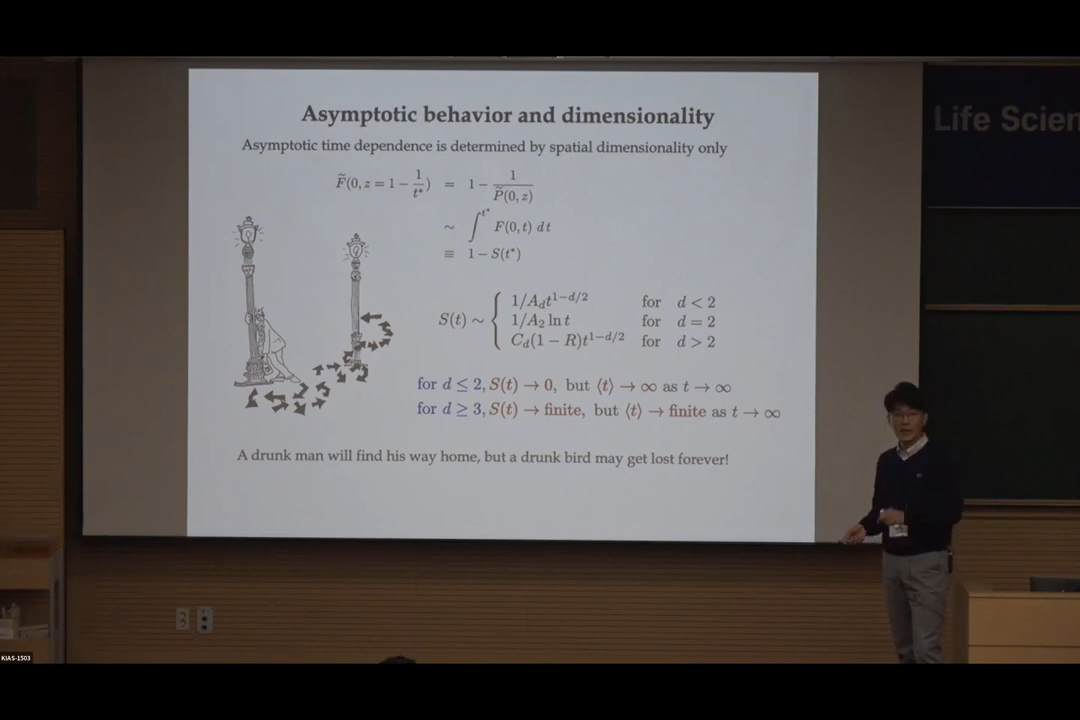 Asymptotic behavior and dimensionality
Asymptotic time dependence is determined by spatial dimensionality only
F̃(0, z = 1 − 1/t*) = 1 − 1/P̃(0, z)
∼ ∫^{t*} F(0, t) dt
≡ 1 − S(t*)
S(t) ∼ { 1/A_d t^{1−d/2} for d < 2
1/A_2 ln t for d = 2
C_d(1 − R)t^{1−d/2} for d > 2
for d ≤ 2, S(t) → 0, but ⟨t⟩ → ∞ as t → ∞
for d ≥ 3, S(t) → finite, but ⟨t⟩ → finite as t → ∞
A drunk man will find his way home, but a drunk bird may get lost forever!
Life Scien
KIAS-1503